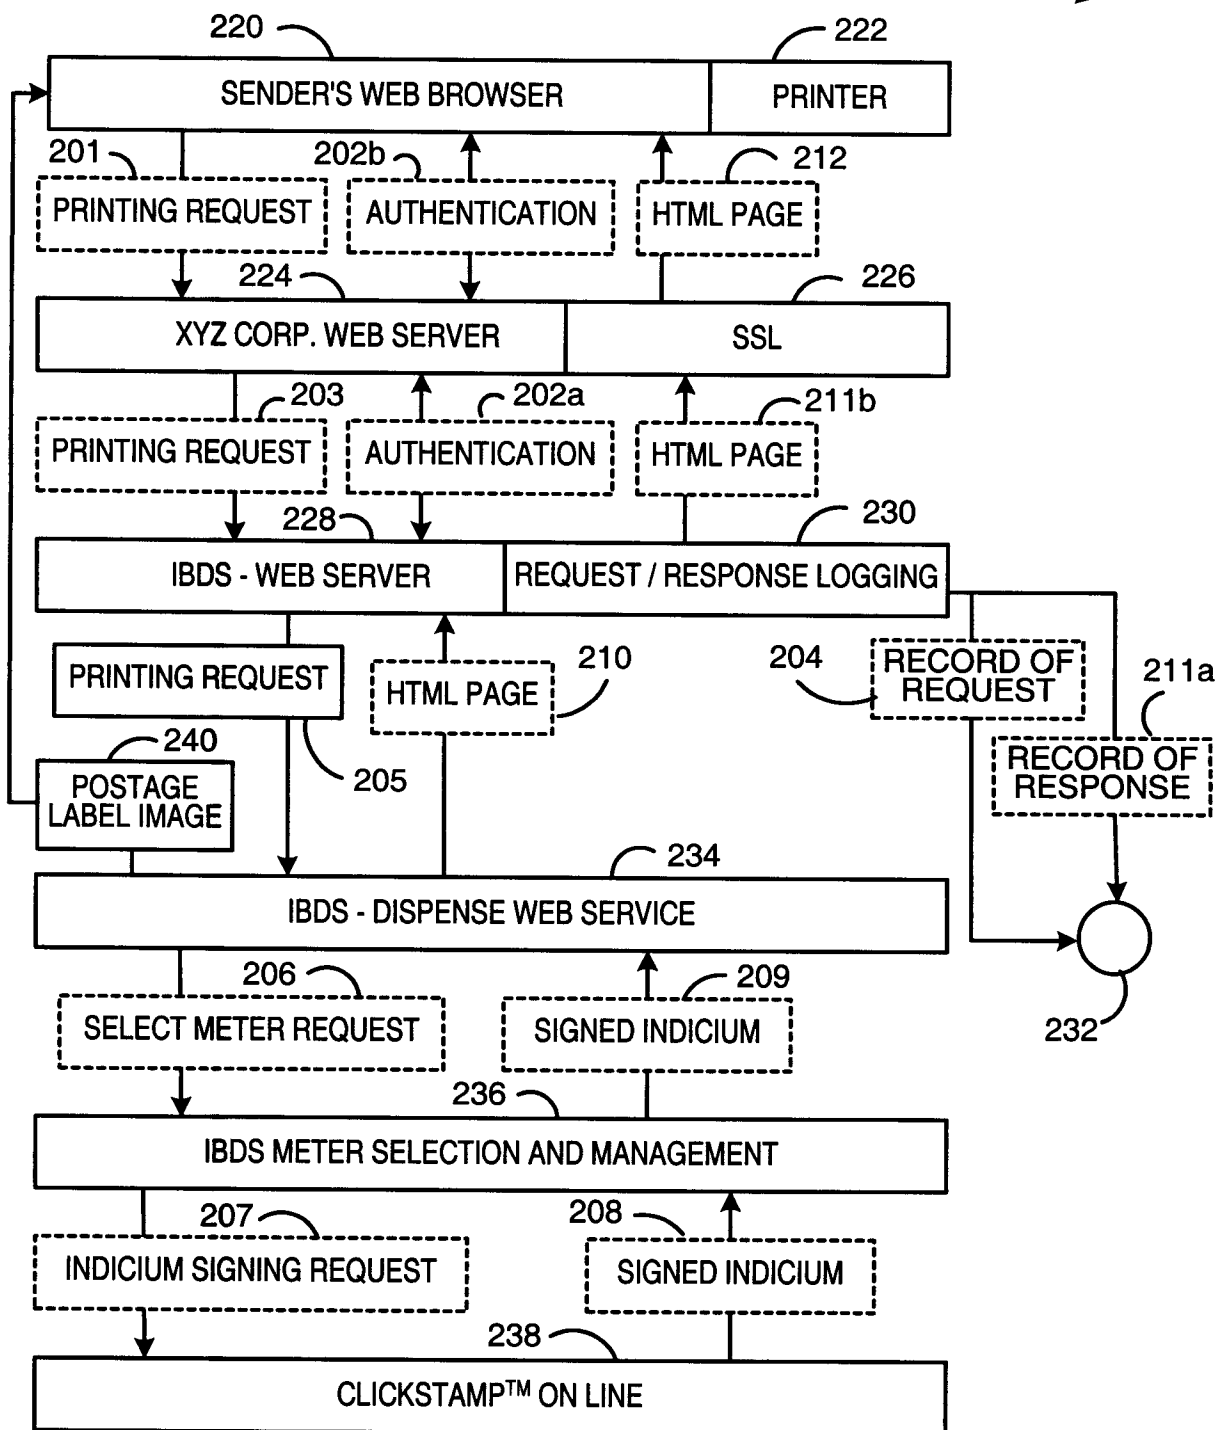 220
222
SENDER'S WEB BROWSER
PRINTER
201
202b
212
PRINTING REQUEST
AUTHENTICATION
HTML PAGE
224
226
XYZ CORP. WEB SERVER
SSL
203
202a
211b
PRINTING REQUEST
AUTHENTICATION
HTML PAGE
228
230
IBDS - WEB SERVER
REQUEST / RESPONSE LOGGING
PRINTING REQUEST
HTML PAGE
210
204
RECORD OF
REQUEST
211a
240
205
RECORD OF
RESPONSE
POSTAGE
LABEL IMAGE
234
IBDS - DISPENSE WEB SERVICE
206
209
232
SELECT METER REQUEST
SIGNED INDICIUM
236
IBDS METER SELECTION AND MANAGEMENT
207
208
INDICIUM SIGNING REQUEST
SIGNED INDICIUM
238
CLICKSTAMP™ ON LINE